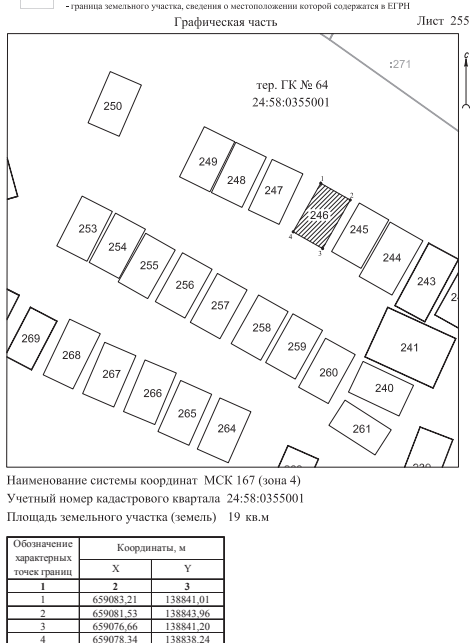 - граница земельного участка, сведения о местоположении которой содержатся в ЕГРН
Графическая часть
Лист 255
:271
тер. ГК № 64
24:58:0355001
С
250
249
248
247
1
2
246
4
3
245
244
243
253
254
255
256
257
258
259
260
241
240
261
269
268
267
266
265
264
Наименование системы координат МСК 167 (зона 4)
Учетный номер кадастрового квартала 24:58:0355001
Площадь земельного участка (земель) 19 кв.м
Обозначение характерных точек границ
Координаты, м
X Y
1 2 3
1 659083,21 138841,01
2 659081,53 138843,96
3 659076,66 138841,20
4 659078,34 138838,24